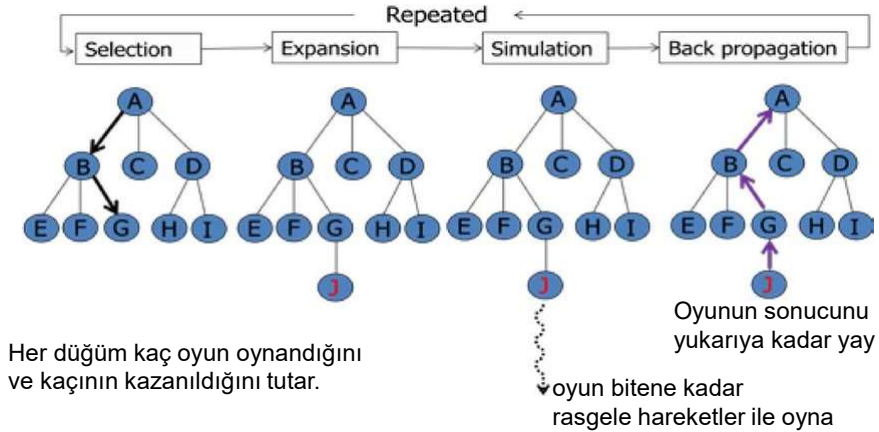 Repeated
Selection Expansion Simulation Back propagation
A A A A
B C D B C D B C D B C D
E F G H I E F G H I E F G H I E F G H I
J J J
Oyunun sonucunu
yukarıya kadar yay
Her düğüm kaç oyun oynandığını
ve kaçının kazanıldığını tutar.
oyun bitene kadar
rasgele hareketler ile oyna